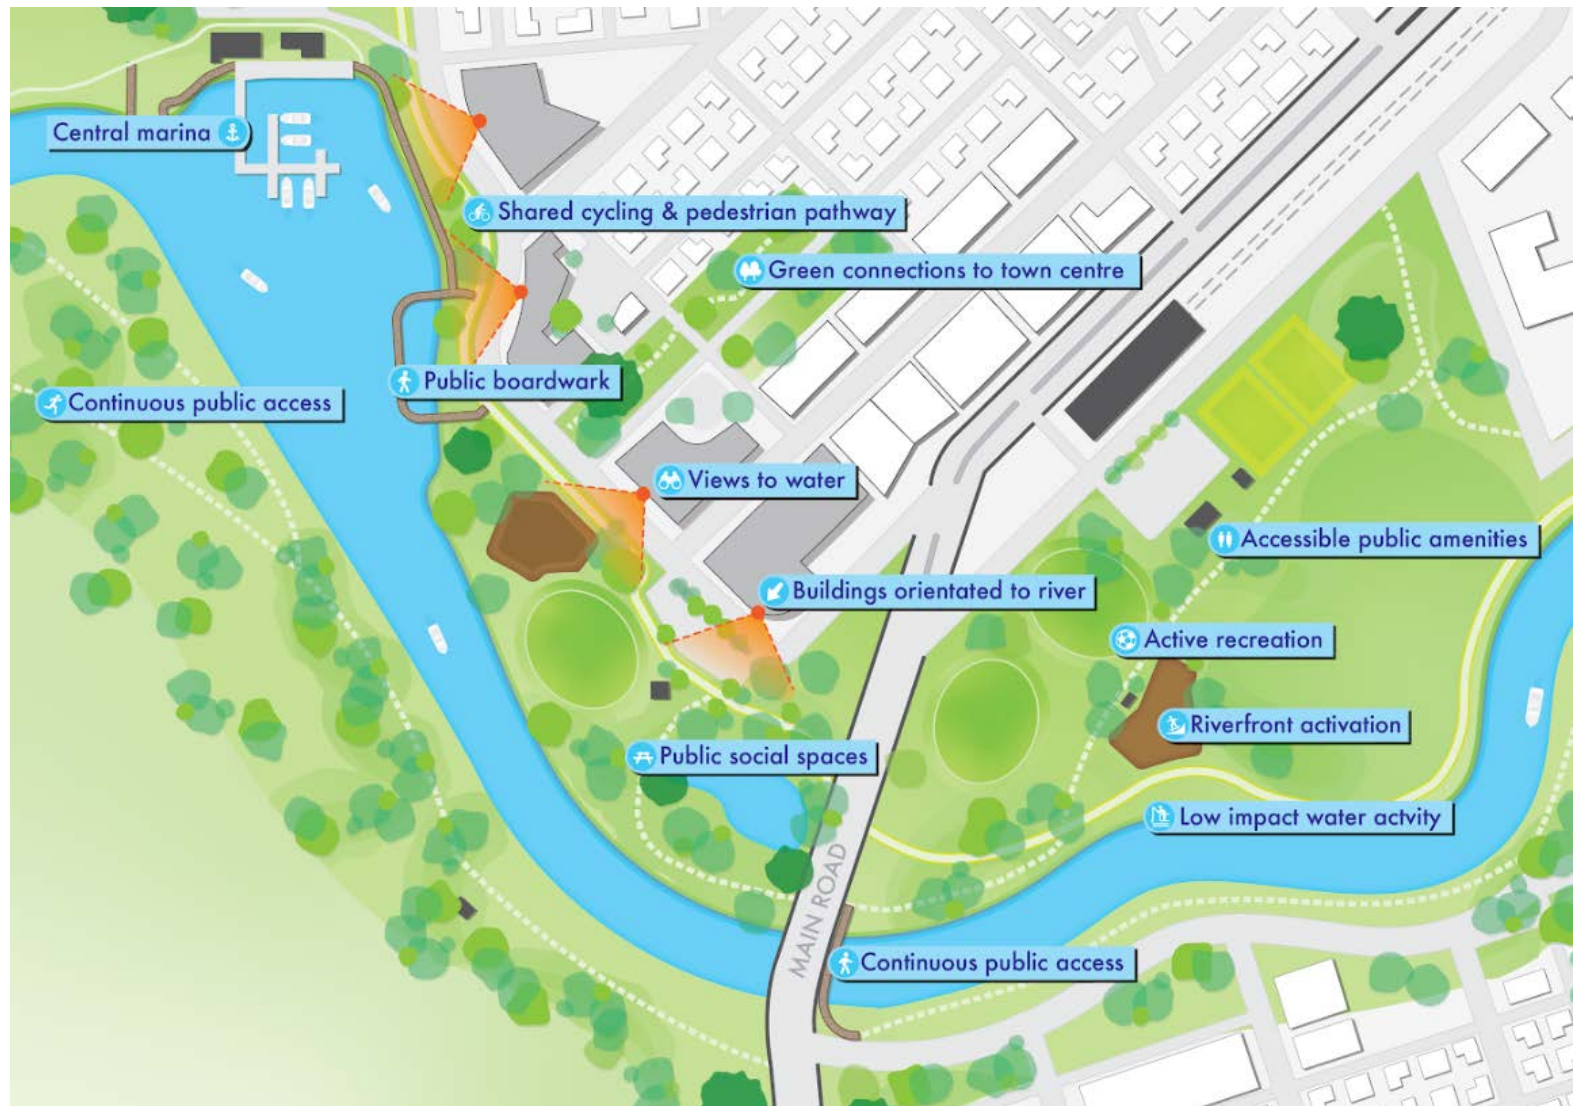 Central marina
Shared cycling & pedestrian pathway
Green connections to town centre
Public boardwark
Continuous public access
Views to water
Accessible public amenities
Buildings orientated to river
Active recreation
Riverfront activation
Public social spaces
Low impact water actvity
MAIN ROAD
Continuous public access